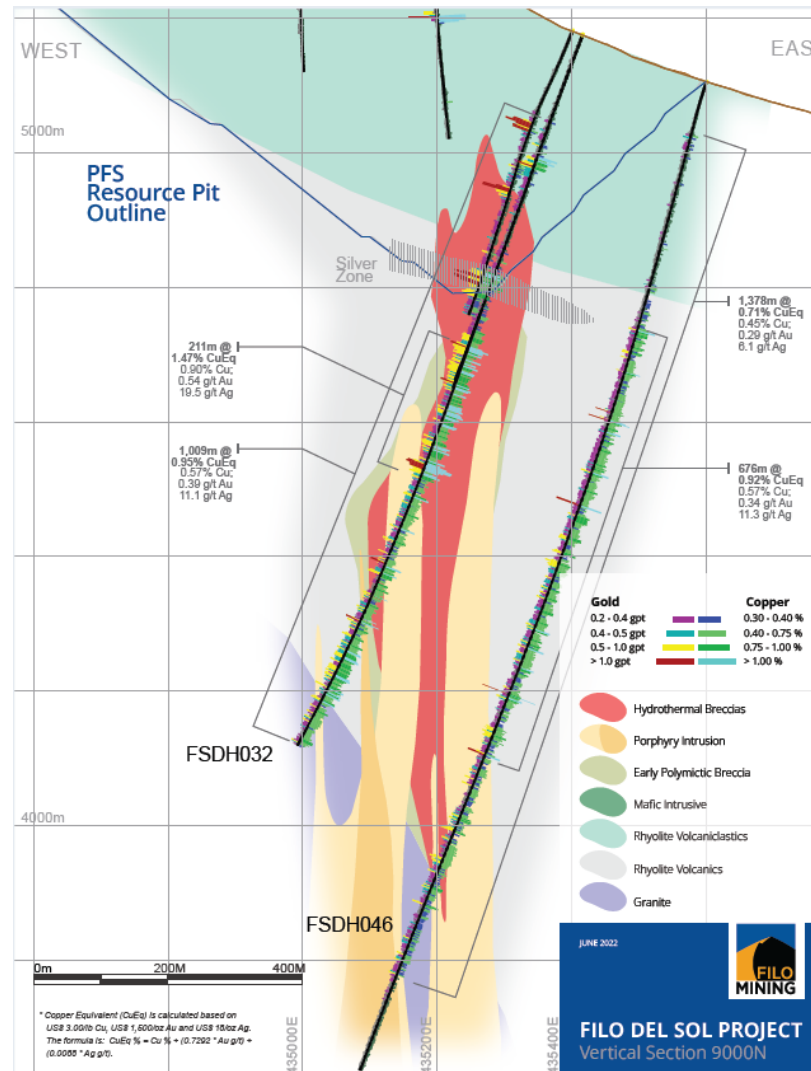 WEST
EAS
5000m
PFS
Resource Pit
Outline
Silver
Zone
1,378m @
0.71% CuEq
0.45% Cu;
0.29 g/t Au
6.1 g/t Ag
211m @
1.47% CuEq
0.90% Cu;
0.54 g/t Au
19.5 g/t Ag
1,009m @
0.95% CuEq
0.57% Cu;
0.39 g/t Au
11.1 g/t Ag
676m @
0.92% CuEq
0.57% Cu;
0.34 g/t Au
11.3 g/t Ag
Gold Copper
0.2 - 0.4 gpt 0.30 - 0.40 %
0.4 - 0.5 gpt 0.40 - 0.75 %
0.5 - 1.0 gpt 0.75 - 1.00 %
> 1.0 gpt > 1.00 %
Hydrothermal Breccias
Porphyry Intrusion
Early Polymictic Breccia
Mafic Intrusive
Rhyolite Volcaniclastics
Rhyolite Volcanics
Granite
FSDH032
4000m
FSDH046
0m 200M 400M
* Copper Equivalent (CuEq) is calculated based on
US$ 3.00/lb Cu, US$ 1,500/oz Au and US$ 18/oz Ag.
The formula is: CuEq % = Cu % + (0.7292 * Au g/t) +
(0.0088 * Ag g/t).
435000E
435200E
435400E
JUNE 2022
FILO
MINING
FILO DEL SOL PROJECT
Vertical Section 9000N